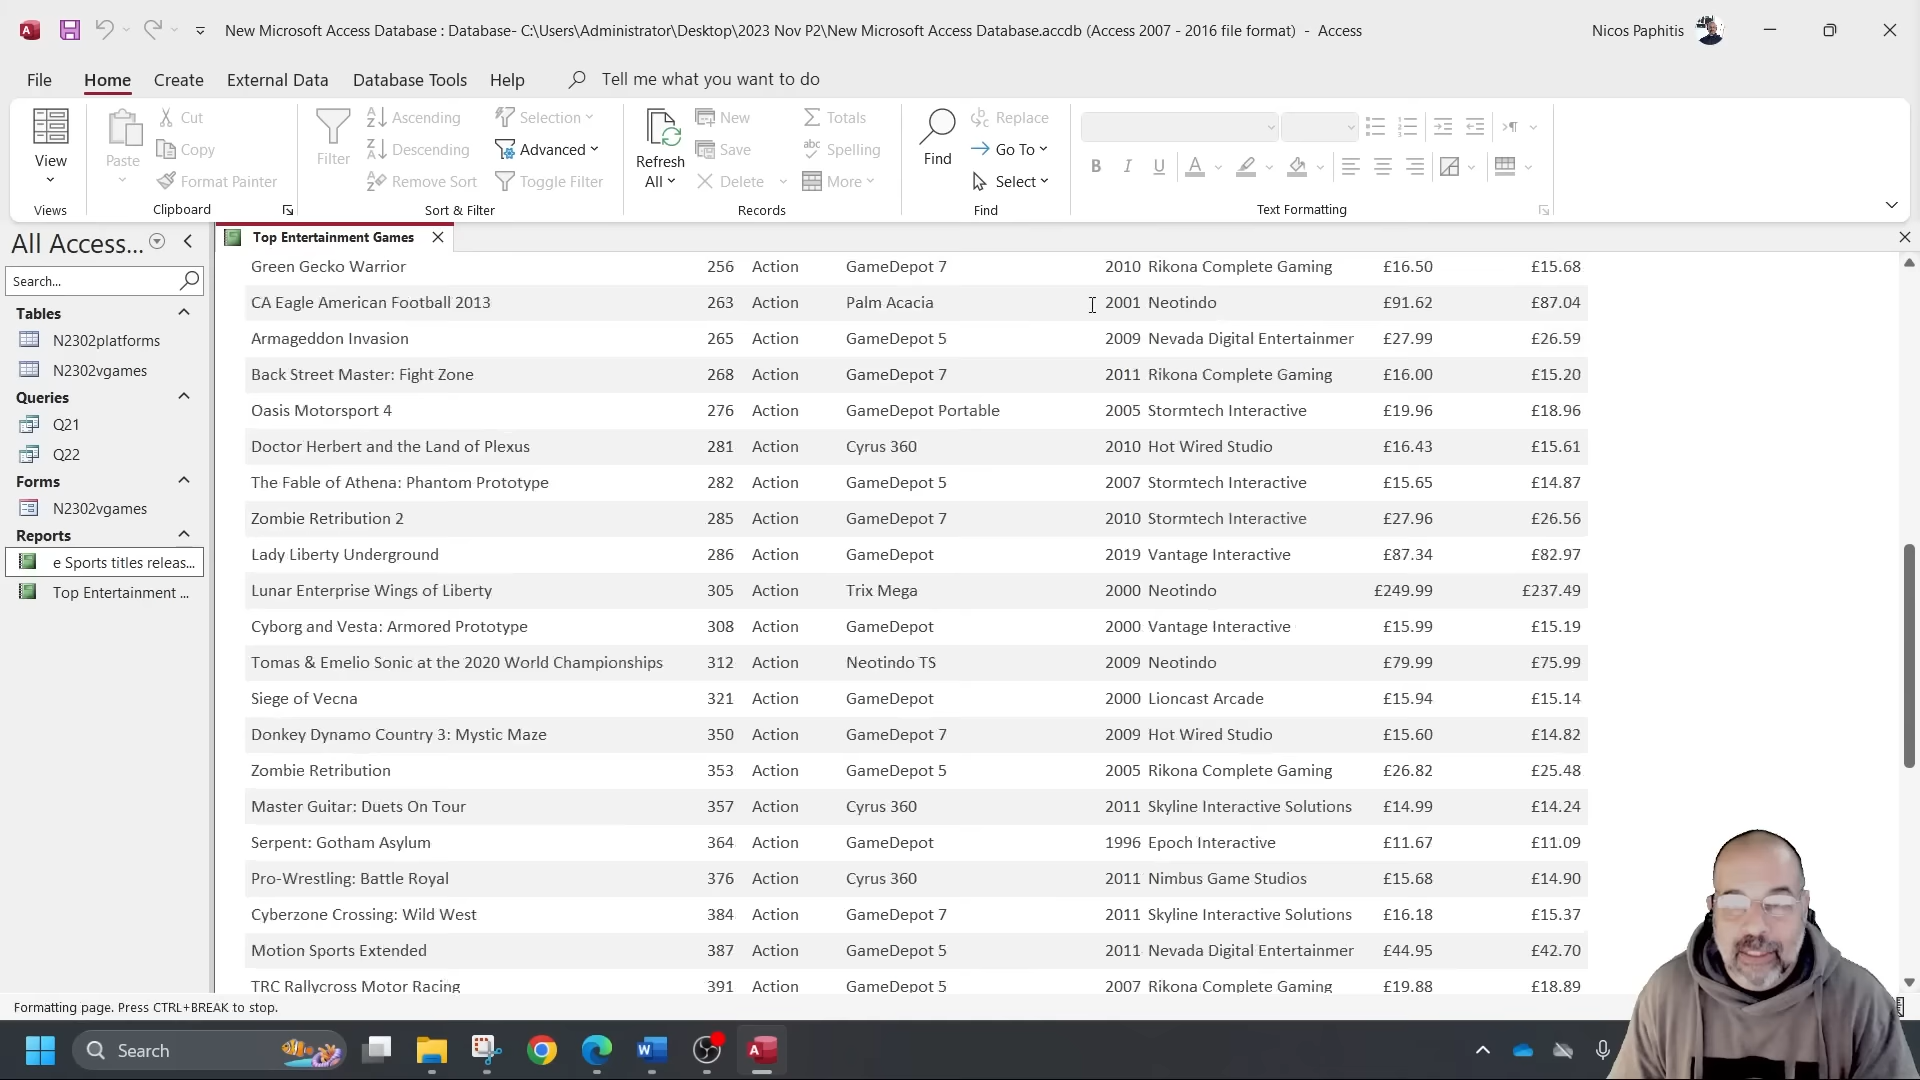 New Microsoft Access Database : Database- C:\Users\Administrator\Desktop\2023 Nov P2\New Microsoft Access Database.accdb (Access 2007 - 2016 file format) - Access
Nicos Paphitis
File Home Create External Data Database Tools Help Tell me what you want to do
View
Views
Paste
Cut
Copy
Format Painter
Clipboard
Filter
Ascending
Descending
Remove Sort
Selection
Advanced
Toggle Filter
Sort & Filter
Refresh All
New
Save
Delete
Totals
Spelling
More
Records
Find
Replace
Go To
Select
Find
B I U A
Text Formatting
All Access...
Search...
Tables
N2302platforms
N2302vgames
Queries
Q21
Q22
Forms
N2302vgames
Reports
e Sports titles releas...
Top Entertainment ...
Top Entertainment Games
Green Gecko Warrior 256 Action GameDepot 7 2010 Rikona Complete Gaming £16.50 £15.68
CA Eagle American Football 2013 263 Action Palm Acacia 2001 Neotindo £91.62 £87.04
Armageddon Invasion 265 Action GameDepot 5 2009 Nevada Digital Entertainmer £27.99 £26.59
Back Street Master: Fight Zone 268 Action GameDepot 7 2011 Rikona Complete Gaming £16.00 £15.20
Oasis Motorsport 4 276 Action GameDepot Portable 2005 Stormtech Interactive £19.96 £18.96
Doctor Herbert and the Land of Plexus 281 Action Cyrus 360 2010 Hot Wired Studio £16.43 £15.61
The Fable of Athena: Phantom Prototype 282 Action GameDepot 5 2007 Stormtech Interactive £15.65 £14.87
Zombie Retribution 2 285 Action GameDepot 7 2010 Stormtech Interactive £27.96 £26.56
Lady Liberty Underground 286 Action GameDepot 2019 Vantage Interactive £87.34 £82.97
Lunar Enterprise Wings of Liberty 305 Action Trix Mega 2000 Neotindo £249.99 £237.49
Cyborg and Vesta: Armored Prototype 308 Action GameDepot 2000 Vantage Interactive £15.99 £15.19
Tomas & Emelio Sonic at the 2020 World Championships 312 Action Neotindo TS 2009 Neotindo £79.99 £75.99
Siege of Vecna 321 Action GameDepot 2000 Lioncast Arcade £15.94 £15.14
Donkey Dynamo Country 3: Mystic Maze 350 Action GameDepot 7 2009 Hot Wired Studio £15.60 £14.82
Zombie Retribution 353 Action GameDepot 5 2005 Rikona Complete Gaming £26.82 £25.48
Master Guitar: Duets On Tour 357 Action Cyrus 360 2011 Skyline Interactive Solutions £14.99 £14.24
Serpent: Gotham Asylum 364 Action GameDepot 1996 Epoch Interactive £11.67 £11.09
Pro-Wrestling: Battle Royal 376 Action Cyrus 360 2011 Nimbus Game Studios £15.68 £14.90
Cyberzone Crossing: Wild West 384 Action GameDepot 7 2011 Skyline Interactive Solutions £16.18 £15.37
Motion Sports Extended 387 Action GameDepot 5 2011 Nevada Digital Entertainmer £44.95 £42.70
TRC Rallycross Motor Racing 391 Action GameDepot 5 2007 Rikona Complete Gaming £19.88 £18.89
Formatting page. Press CTRL+BREAK to stop.
Search